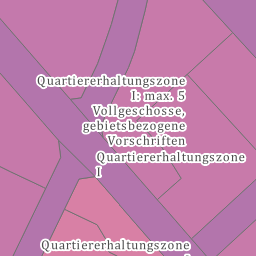 Quartiererhaltungszone
I: max. 5
Vollgeschosse,
gebietsbezogene
Vorschriften
Quartiererhaltungszone
I
Quartiererhaltungszone